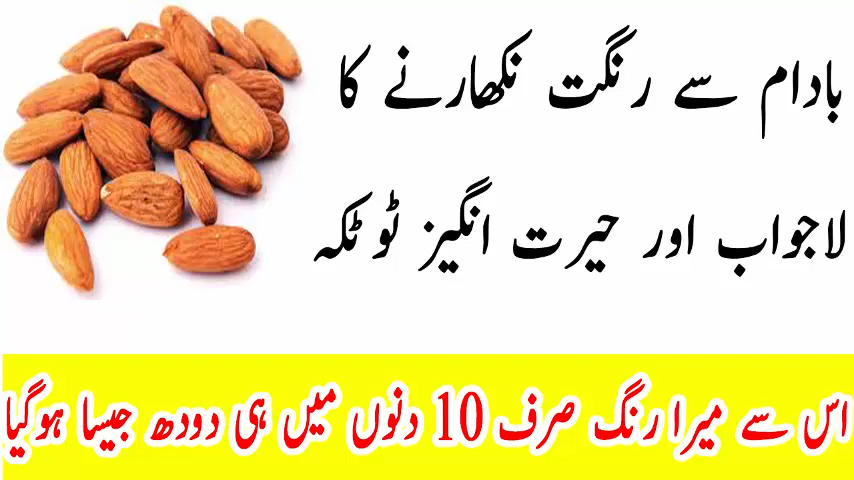 بادام سے رنگت نکھارنے کا
لاجواب اور حیرت انگیز ٹوٹکہ
اس سے میرا رنگ صرف 10 دنوں میں ہی دودھ جیسا ہوگیا